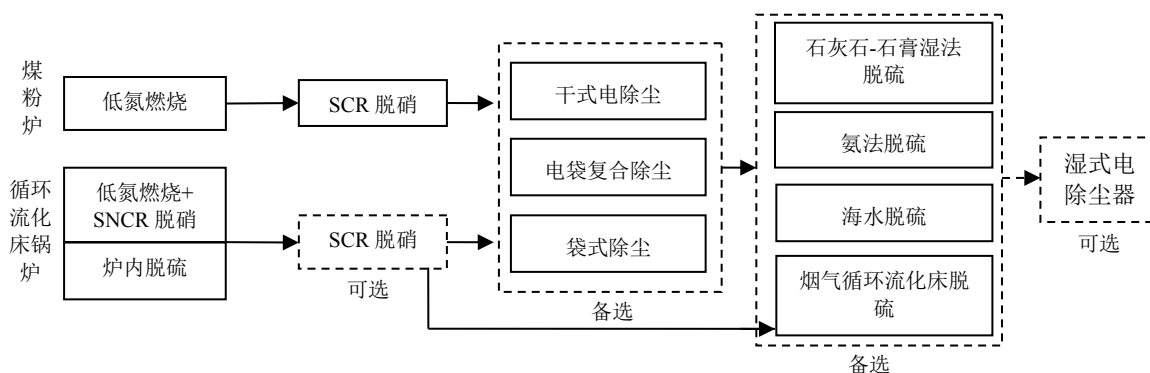 煤粉炉
低氮燃烧
SCR 脱硝
干式电除尘
电袋复合除尘
袋式除尘
备选
石灰石-石膏湿法
脱硫
氨法脱硫
海水脱硫
烟气循环流化床脱
硫
备选
湿式电
除尘器
可选
循环
流化
床锅
炉
低氮燃烧+
SNCR 脱硝
炉内脱硫
SCR 脱硝
可选